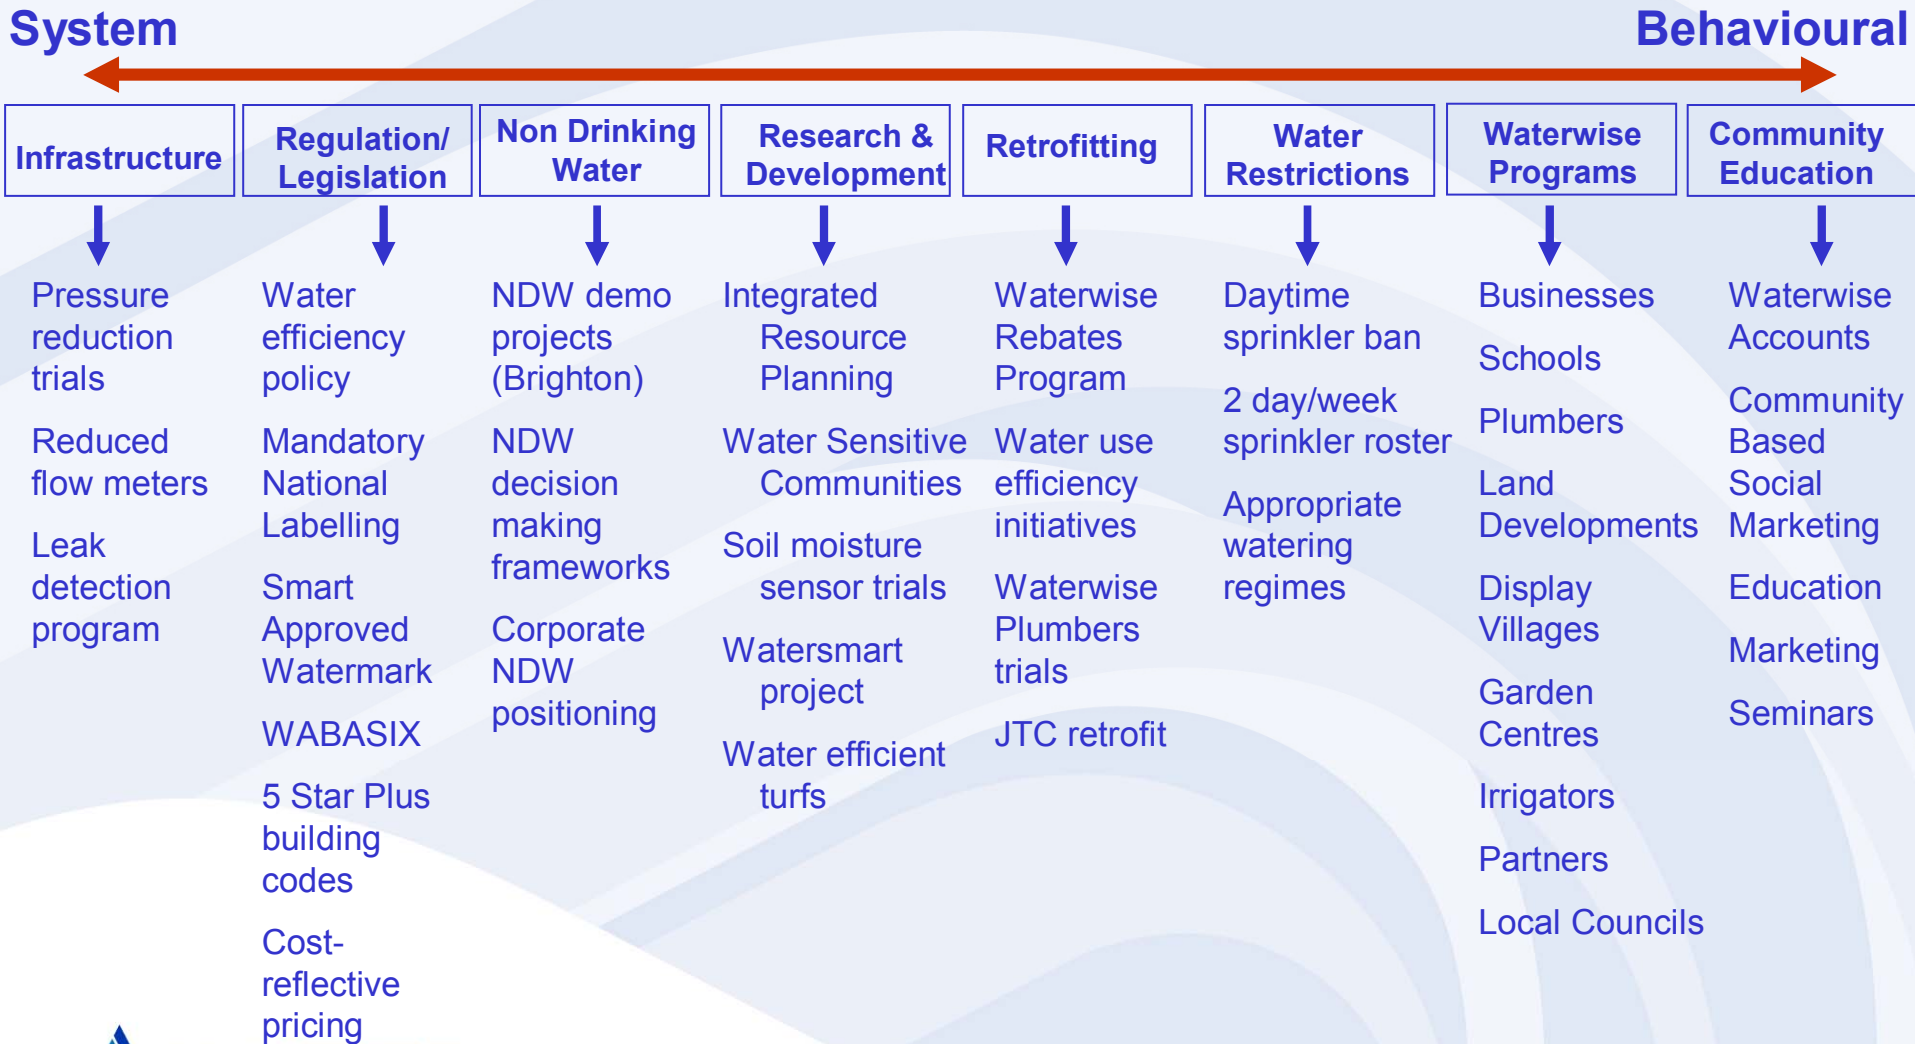 System
Behavioural
Infrastructure
Regulation/
Legislation
Non Drinking
Water
Research &
Development
Retrofitting
Water
Restrictions
Waterwise
Programs
Community
Education
Pressure
reduction
trials
Reduced
flow meters
Leak
detection
program
Water
efficiency
policy
Mandatory
National
Labelling
Smart
Approved
Watermark
WABASIX
5 Star Plus
building
codes
Cost-
reflective
pricing
NDW demo
projects
(Brighton)
NDW
decision
making
frameworks
Corporate
NDW
positioning
Integrated
Resource
Planning
Water Sensitive
Communities
Soil moisture
sensor trials
Watersmart
project
Water efficient
turfs
Waterwise
Rebates
Program
Water use
efficiency
initiatives
Waterwise
Plumbers
trials
JTC retrofit
Daytime
sprinkler ban
2 day/week
sprinkler roster
Appropriate
watering
regimes
Businesses
Schools
Plumbers
Land
Developments
Display
Villages
Garden
Centres
Irrigators
Partners
Local Councils
Waterwise
Accounts
Community
Based
Social
Marketing
Education
Marketing
Seminars